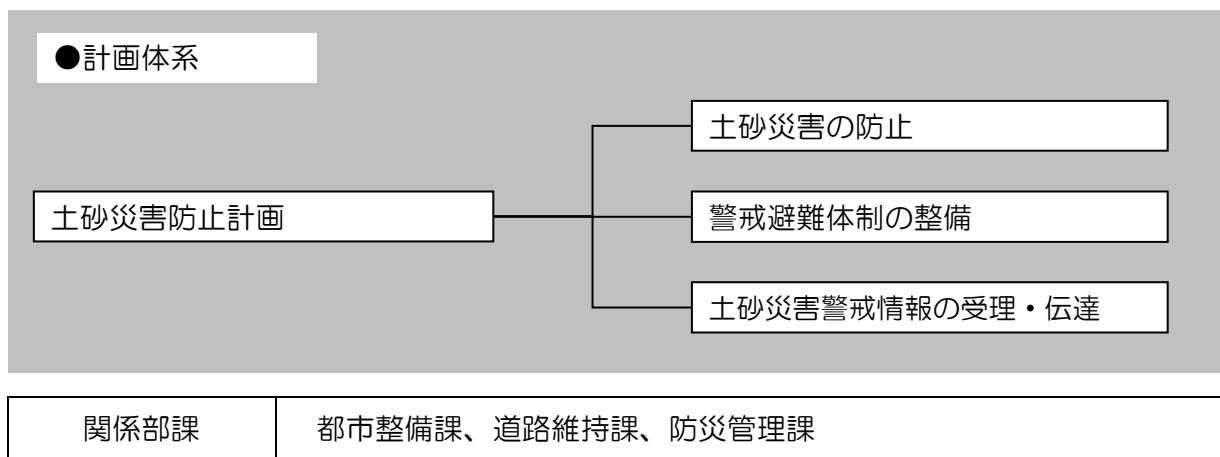 ●計画体系
土砂災害の防止
土砂災害防止計画
警戒避難体制の整備
土砂災害警戒情報の受理・伝達
関係部課 都市整備課、道路維持課、防災管理課